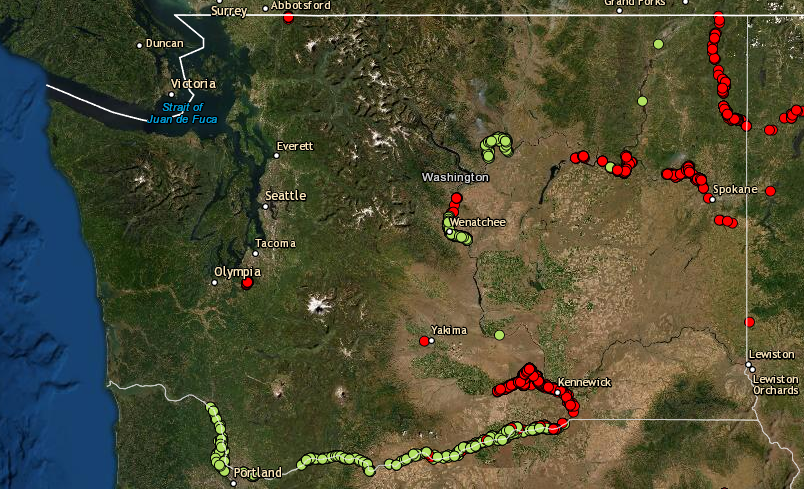 Surrey
Abbotsford
Grand Forks
Duncan
Victoria
Strait of
Juan de Fuca
Everett
Washington
Seattle
Spokane
Wenatchee
Tacoma
Olympia
Yakima
Lewiston
Lewiston
Orchards
Kennewick
Portland